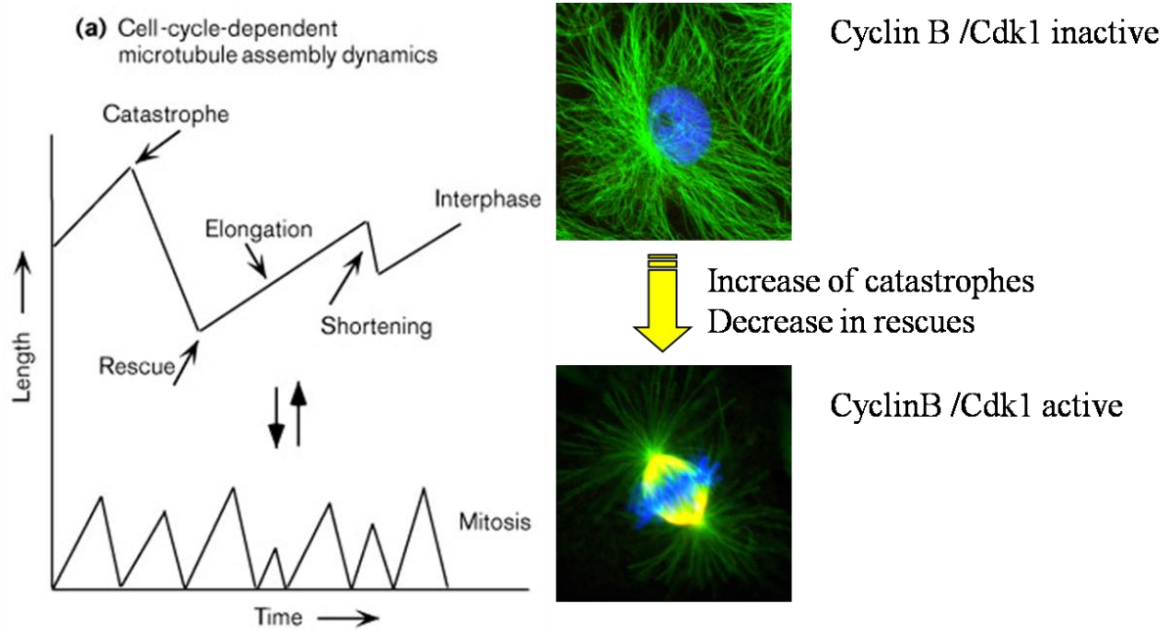 (a) Cell-cycle-dependent
microtubule assembly dynamics
Catastrophe
Interphase
Elongation
Shortening
Rescue
Length
Mitosis
Time
Cyclin B /Cdk1 inactive
Increase of catastrophes
Decrease in rescues
CyclinB /Cdk1 active